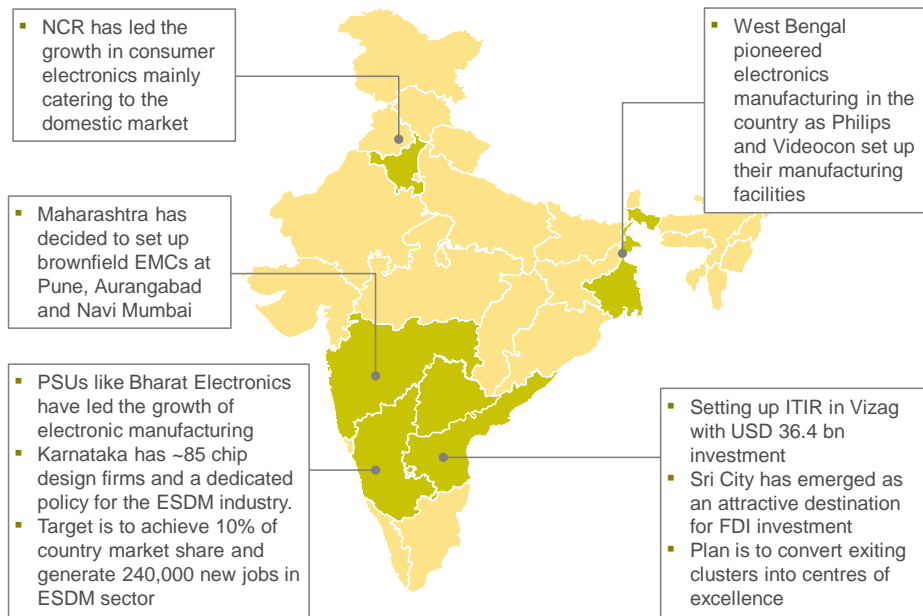 ▪ NCR has led the
growth in consumer
electronics mainly
catering to the
domestic market
▪ West Bengal
pioneered
electronics
manufacturing in the
country as Philips
and Videocon set up
their manufacturing
facilities
▪ Maharashtra has
decided to set up
brownfield EMCs at
Pune, Aurangabad
and Navi Mumbai
▪ PSUs like Bharat Electronics
have led the growth of
electronic manufacturing
▪ Karnataka has ~85 chip
design firms and a dedicated
policy for the ESDM industry.
▪ Target is to achieve 10% of
country market share and
generate 240,000 new jobs in
ESDM sector
▪ Setting up ITIR in Vizag
with USD 36.4 bn
investment
▪ Sri City has emerged as
an attractive destination
for FDI investment
▪ Plan is to convert exiting
clusters into centres of
excellence